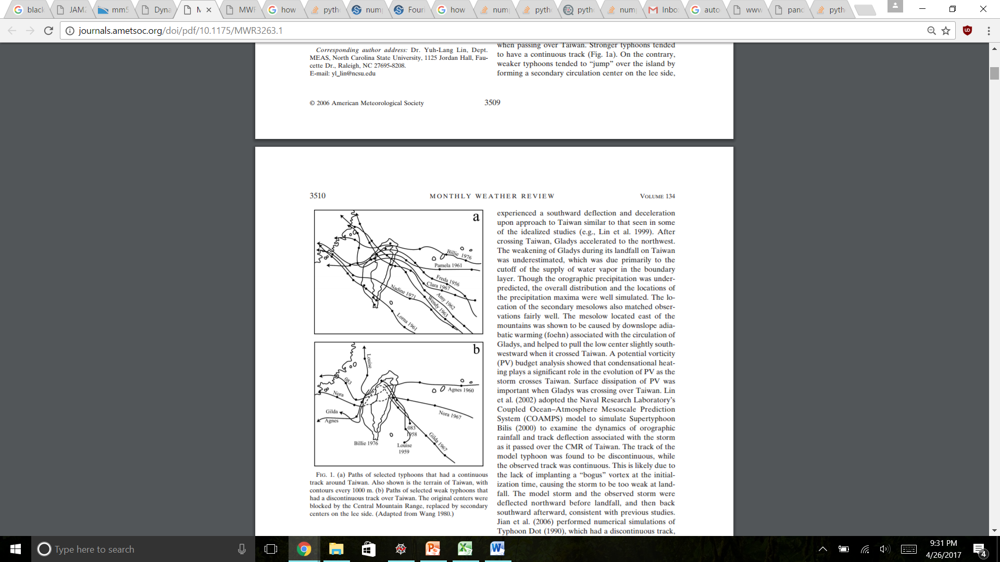 black
JAM
mm5
Dyna
M
MWR
how
pyth
num
Four
how
num
pyth
pyth
num
Inbo
auto
www
panc
pyth
journals.ametsoc.org/doi/pdf/10.1175/MWR3263.1
Corresponding author address: Dr. Yuh-Lang Lin, Dept.
MEAS, North Carolina State University, 1125 Jordan Hall, Fau-
cette Dr., Raleigh, NC 27695-8208.
E-mail: yl_lin@ncsu.edu
when passing over Taiwan. Stronger typhoons tended
to have a continuous track (Fig. 1a). On the contrary,
weaker typhoons tended to “jump” over the island by
forming a secondary circulation center on the lee side,
© 2006 American Meteorological Society
3509
3510
MONTHLY WEATHER REVIEW
VOLUME 134
a
Billie 1976
Pamela 1961
Freda 1956
Clara 1967
Nadine 1971
Amy 1962
Wendy 1963
Lorna 1961
b
Louise
083
Nora
Gilda
Agnes
Agnes 1960
Nora 1967
083
1958
Gilda 1967
Billie 1976
Louise
1959
FIG. 1. (a) Paths of selected typhoons that had a continuous
track around Taiwan. Also shown is the terrain of Taiwan, with
contours every 1000 m. (b) Paths of selected weak typhoons that
had a discontinuous track over Taiwan. The original centers were
blocked by the Central Mountain Range, replaced by secondary
centers on the lee side. (Adapted from Wang 1980.)
experienced a southward deflection and deceleration
upon approach to Taiwan similar to that seen in some
of the idealized studies (e.g., Lin et al. 1999). After
crossing Taiwan, Gladys accelerated to the northwest.
The weakening of Gladys during its landfall on Taiwan
was underestimated, which was due primarily to the
cutoff of the supply of water vapor in the boundary
layer. Though the orographic precipitation was under-
predicted, the overall distribution and the locations of
the precipitation maxima were well simulated. The lo-
cation of the secondary mesolows also matched obser-
vations fairly well. The mesolow located east of the
mountains was shown to be caused by downslope adia-
batic warming (foehn) associated with the circulation of
Gladys, and helped to pull the low center slightly south-
westward when it crossed Taiwan. A potential vorticity
(PV) budget analysis showed that condensational heat-
ing plays a significant role in the evolution of PV as the
storm crosses Taiwan. Surface dissipation of PV was
important when Gladys was crossing over Taiwan. Lin
et al. (2002) adopted the Naval Research Laboratory’s
Coupled Ocean–Atmosphere Mesoscale Prediction
System (COAMPS) model to simulate Supertyphoon
Bilis (2000) to examine the dynamics of orographic
rainfall and track deflection associated with the storm
as it passed over the CMR of Taiwan. The track of the
model typhoon was found to be discontinuous, while
the observed track was continuous. This is likely due to
the lack of implanting a “bogus” vortex at the initial-
ization time, causing the storm to be too weak at land-
fall. The model storm and the observed storm were
deflected northward before landfall, and then back
southward afterward, consistent with previous studies.
Jian et al. (2006) performed numerical simulations of
Typhoon Dot (1990), which had a discontinuous track,
Type here to search
9:31 PM
4/26/2017
4